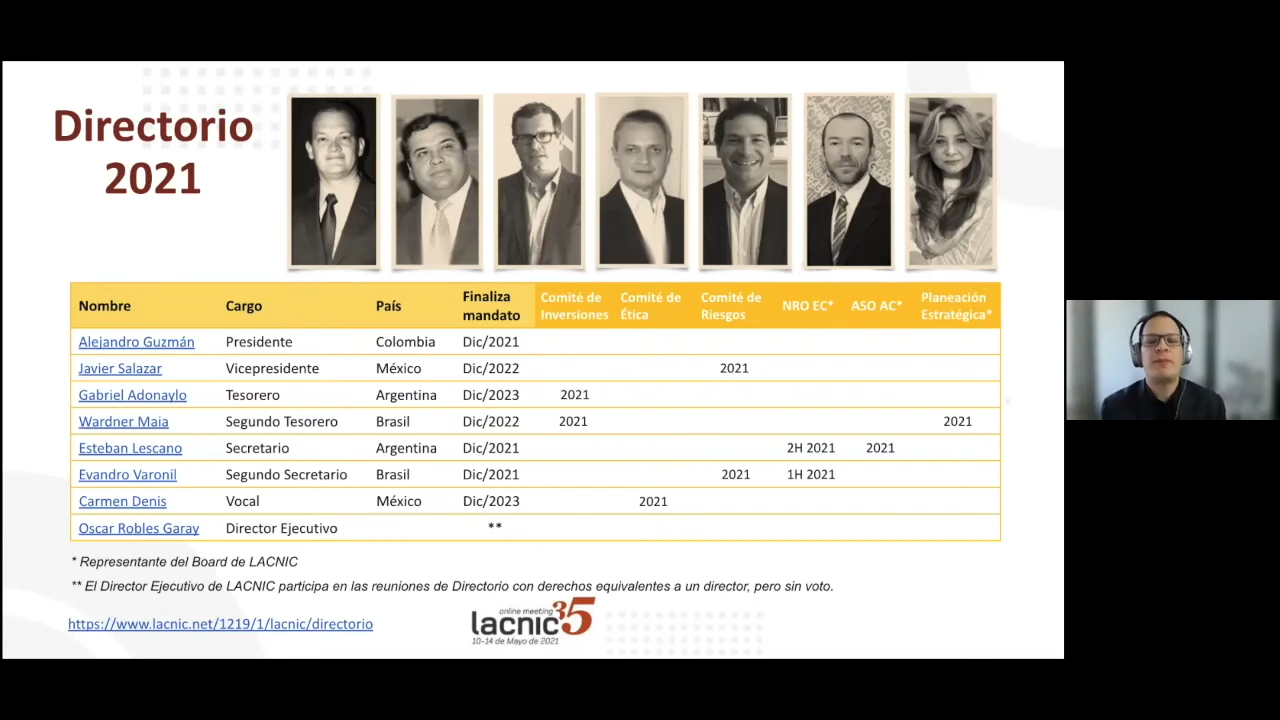 Directorio
2021
Nombre Cargo País Finaliza mandato Comité de Inversiones Comité de Ética Comité de Riesgos NRO EC* ASO AC* Planeación Estratégica*
Alejandro Guzmán Presidente Colombia Dic/2021
Javier Salazar Vicepresidente México Dic/2022 2021
Gabriel Adonaylo Tesorero Argentina Dic/2023 2021
Wardner Maia Segundo Tesorero Brasil Dic/2022 2021 2021
Esteban Lescano Secretario Argentina Dic/2021 2H 2021 2021
Evandro Varonil Segundo Secretario Brasil Dic/2021 2021 1H 2021
Carmen Denis Vocal México Dic/2023 2021
Oscar Robles Garay Director Ejecutivo **
* Representante del Board de LACNIC
** El Director Ejecutivo de LACNIC participa en las reuniones de Directorio con derechos equivalentes a un director, pero sin voto.
https://www.lacnic.net/1219/1/lacnic/directorio
online meeting
lacnic 35
10-14 de Mayo de 2021